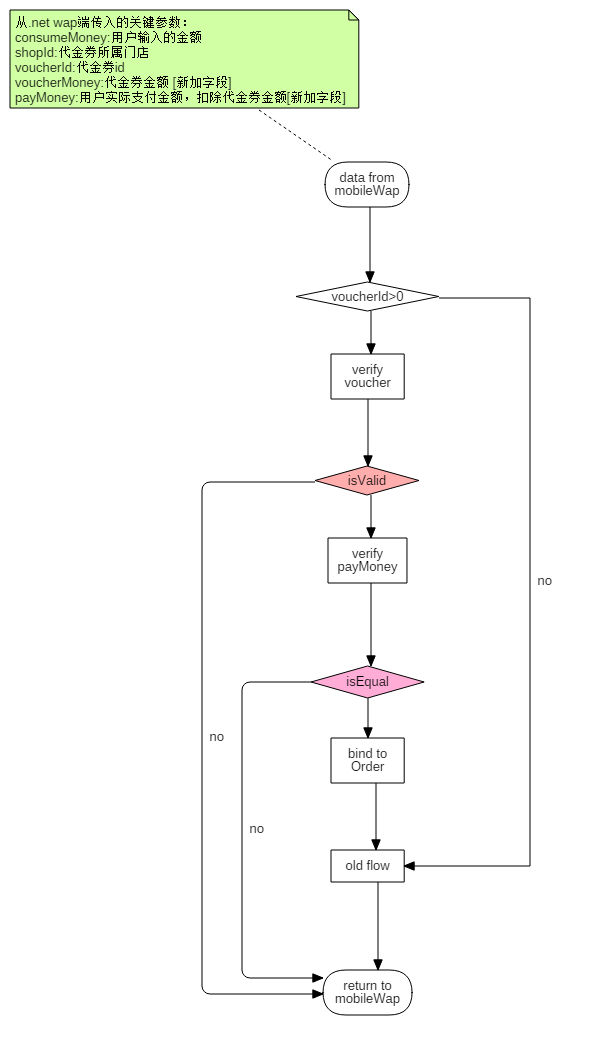 从.net wap端传入的关键参数：
consumeMoney:用户输入的金额
shopId:代金券所属门店
voucherId:代金券id
voucherMoney:代金券金额 [新加字段]
payMoney:用户实际支付金额，扣除代金券金额[新加字段]
data from
mobileWap
voucherId>0
verify
voucher
isValid
verify
payMoney
no
isEqual
no
bind to
Order
no
old flow
return to
mobileWap